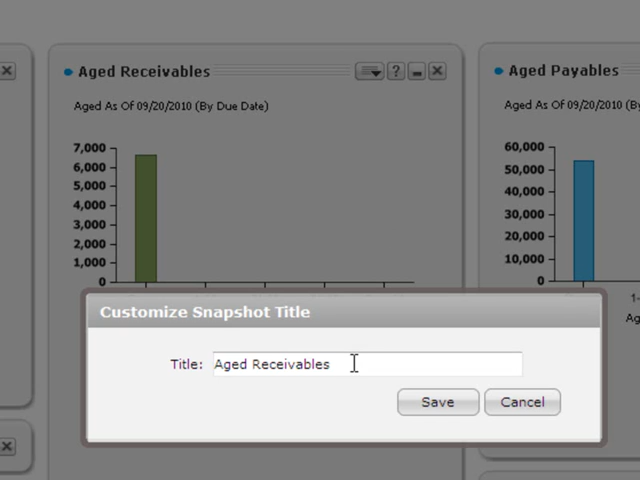 Aged Receivables
?
Aged As Of 09/20/2010 (By Due Date)
7,000
6,000
5,000
4,000
3,000
2,000
1,000
0
Aged Payables
Aged As Of 09/20/2010 (By
60,000
50,000
40,000
30,000
20,000
10,000
0
1-
Ag
Customize Snapshot Title
Title: Aged Receivables
Save Cancel